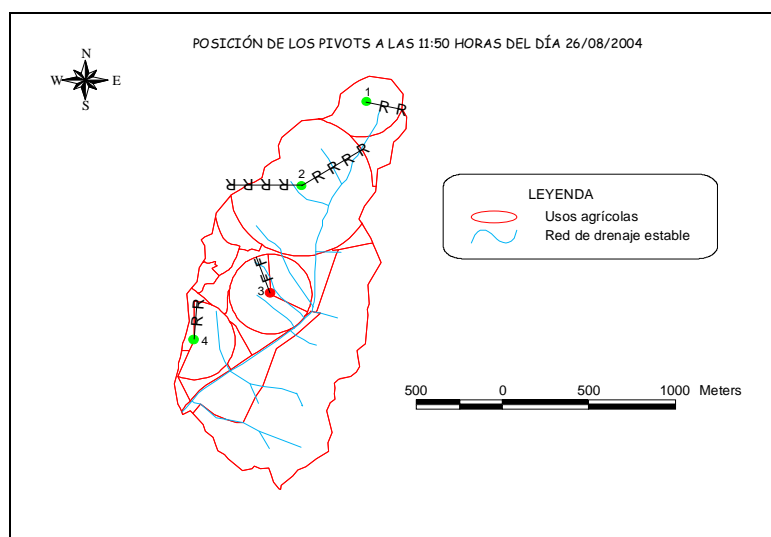 POSICIÓN DE LOS PIVOTS A LAS 11:50 HORAS DEL DÍA 26/08/2004
N
W E
S
1
R R
2
R R R R
R R R R
LEYENDA
Usos agrícolas
Red de drenaje estable
F F
3
R R
4
500 0 500 1000 Meters